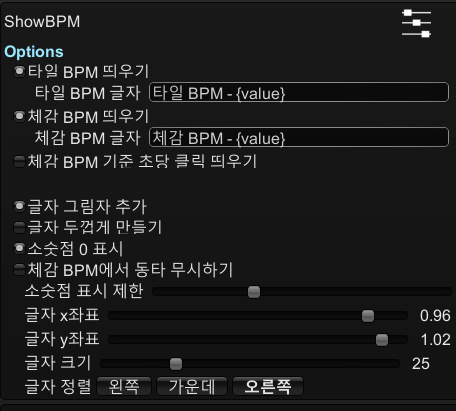 ShowBPM
Options
타일 BPM 띄우기
타일 BPM 글자 타일 BPM - {value}
체감 BPM 띄우기
체감 BPM 글자 체감 BPM - {value}
체감 BPM 기준 초당 클릭 띄우기
글자 그림자 추가
글자 두껍게 만들기
소숫점 0 표시
체감 BPM에서 동타 무시하기
소숫점 표시 제한
글자 x좌표 0.96
글자 y좌표 1.02
글자 크기 25
글자 정렬 왼쪽 가운데 오른쪽